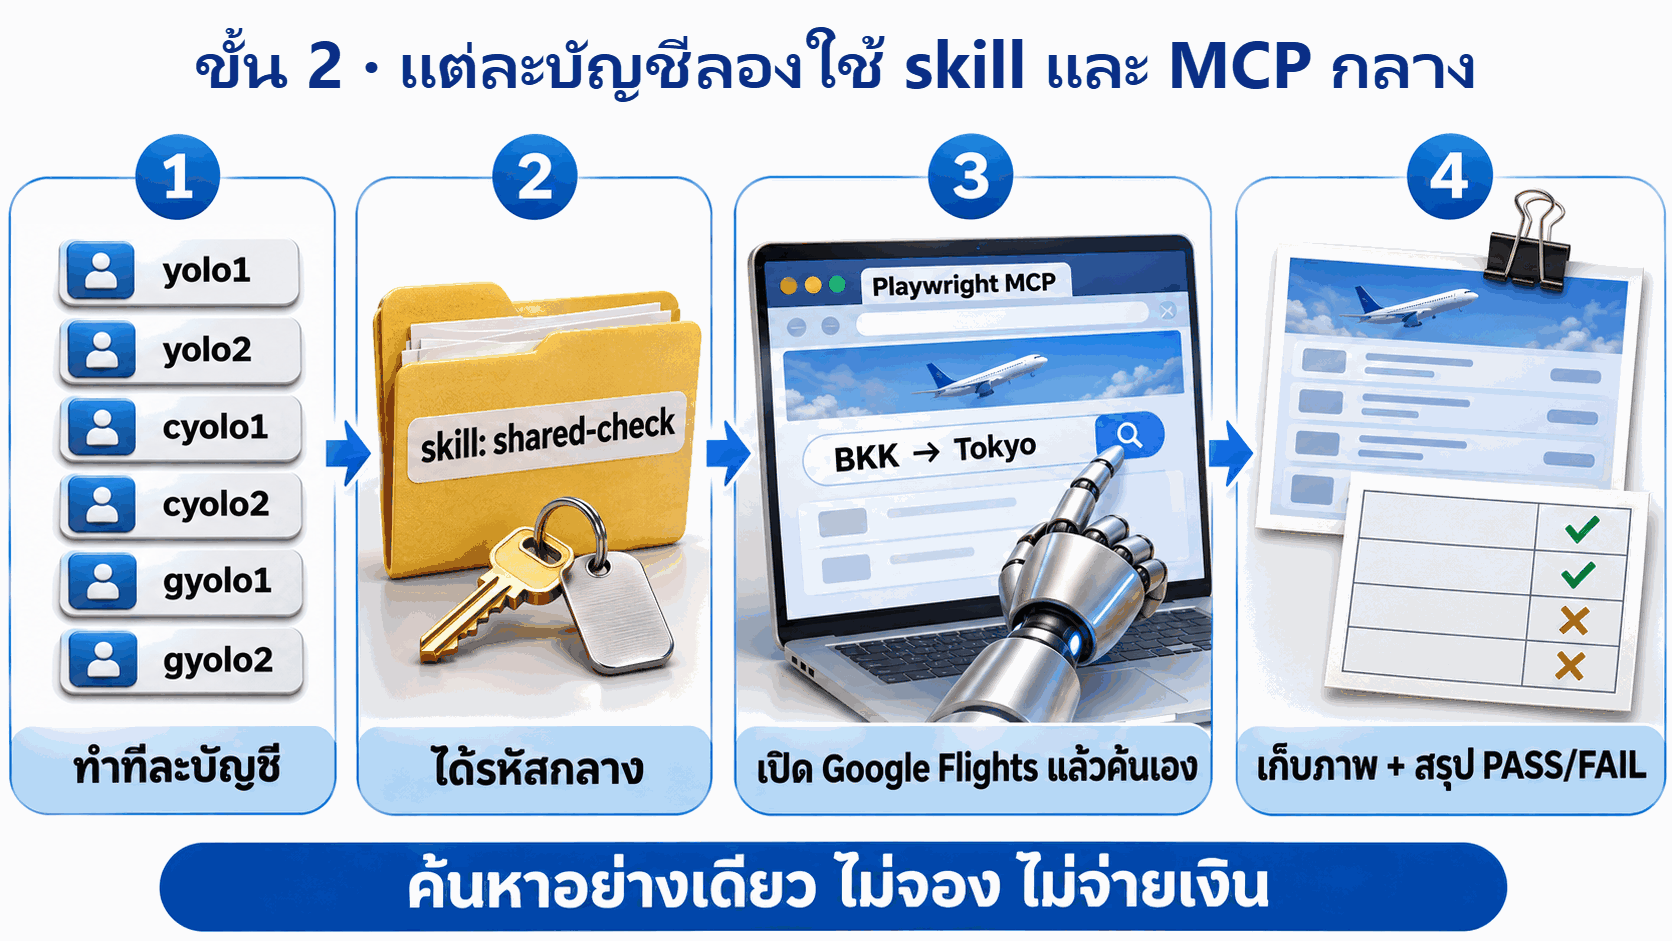 ขั้น 2 · แต่ละบัญชีลองใช้ skill และ MCP กลาง
1
yolo1
yolo2
cyolo1
cyolo2
gyolo1
gyolo2
ทำทีละบัญชี
2
skill: shared-check
ได้รหัสกลาง
3
Playwright MCP
BKK → Tokyo
เปิด Google Flights แล้วค้นเอง
4
เก็บภาพ + สรุป PASS/FAIL
ค้นหาอย่างเดียว ไม่จอง ไม่จ่ายเงิน